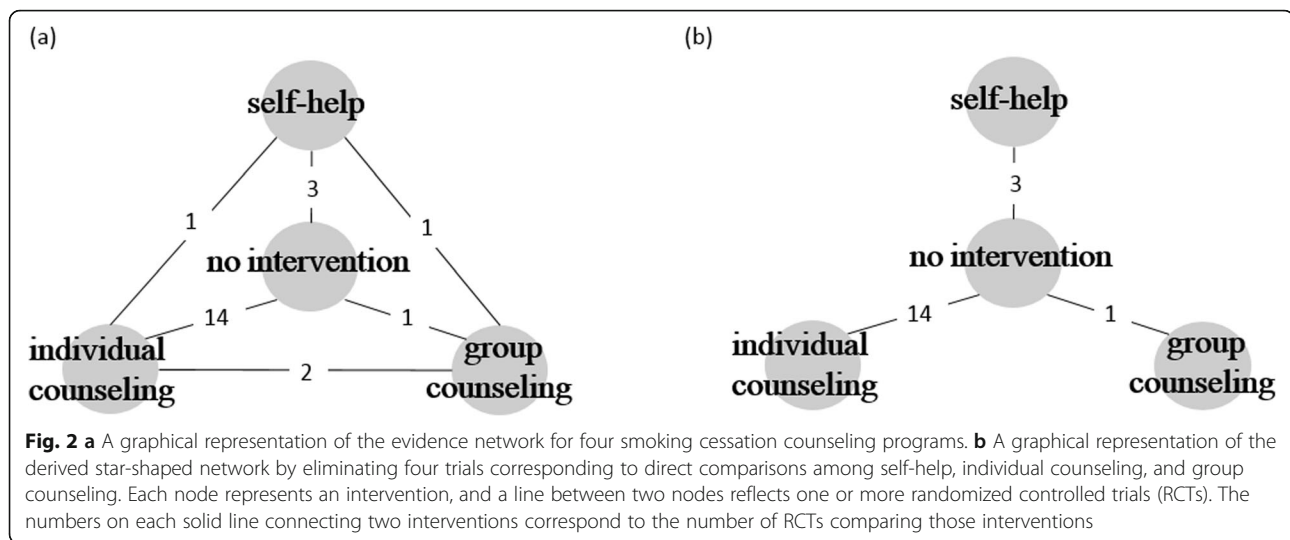 (a)
self-help
1
3
1
no intervention
14
1
individual
counseling
2
group
counseling
(b)
self-help
3
no intervention
14
1
individual
counseling
group
counseling
Fig. 2 a A graphical representation of the evidence network for four smoking cessation counseling programs. b A graphical representation of the
derived star-shaped network by eliminating four trials corresponding to direct comparisons among self-help, individual counseling, and group
counseling. Each node represents an intervention, and a line between two nodes reflects one or more randomized controlled trials (RCTs). The
numbers on each solid line connecting two interventions correspond to the number of RCTs comparing those interventions